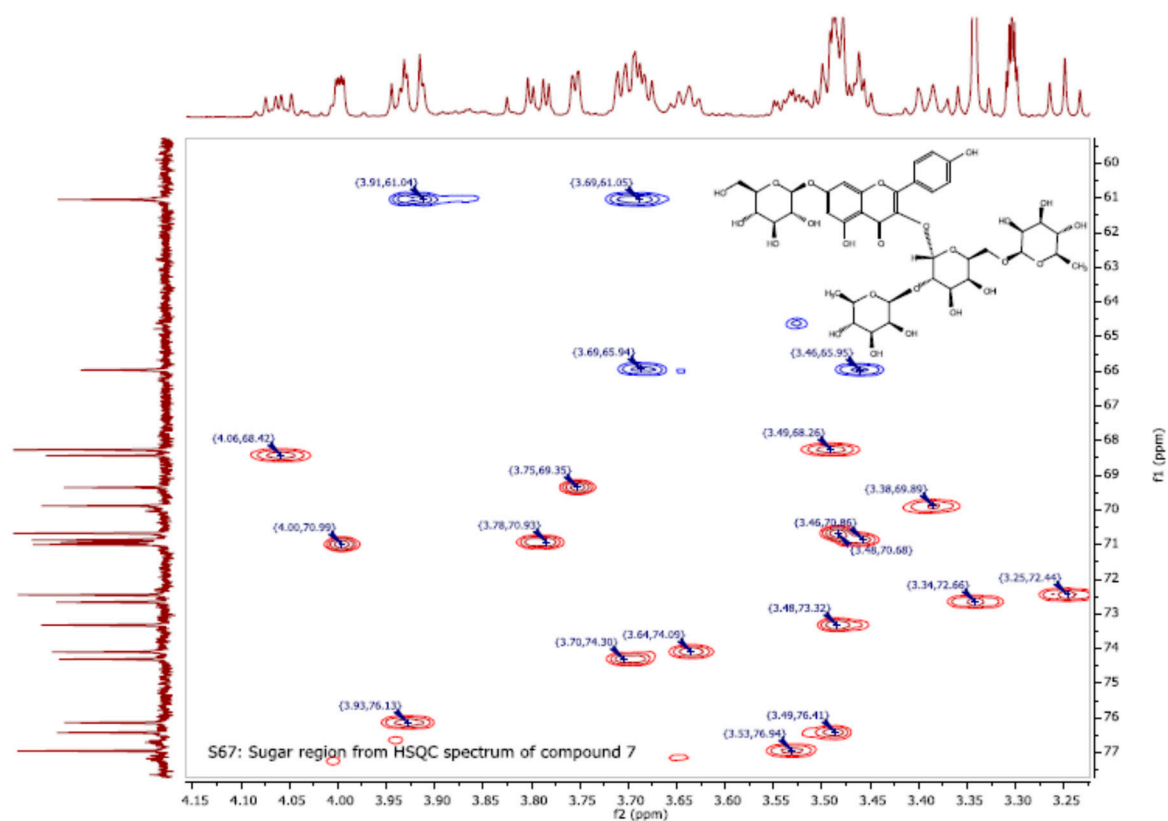 60
61
62
63
64
65
66
67
68
69
70
71
72
73
74
75
76
77
f1 (ppm)
{3.91,61.04}
{3.69,61.05}
{3.69,65.94}
{3.46,65.95}
{4.06,68.42}
{3.49,68.26}
{3.75,69.35}
{3.38,69.89}
{4.00,70.99}
{3.78,70.93}
{3.46,70.86}
{3.48,70.68}
{3.34,72.66}
{3.25,72.44}
{3.48,73.32}
{3.70,74.30}
{3.64,74.09}
{3.93,76.13}
{3.49,76.41}
{3.53,76.94}
OH
HO
O
O
O
HO
OH
HO
OH
O
O
H
O
O
HO
OH
OH
O
CH₃
O
OH
OH
H₃C
O
HO
OH
OH
S67: Sugar region from HSQC spectrum of compound 7
4.15 4.10 4.05 4.00 3.95 3.90 3.85 3.80 3.75 3.70 3.65 3.60 3.55 3.50 3.45 3.40 3.35 3.30 3.25
f2 (ppm)